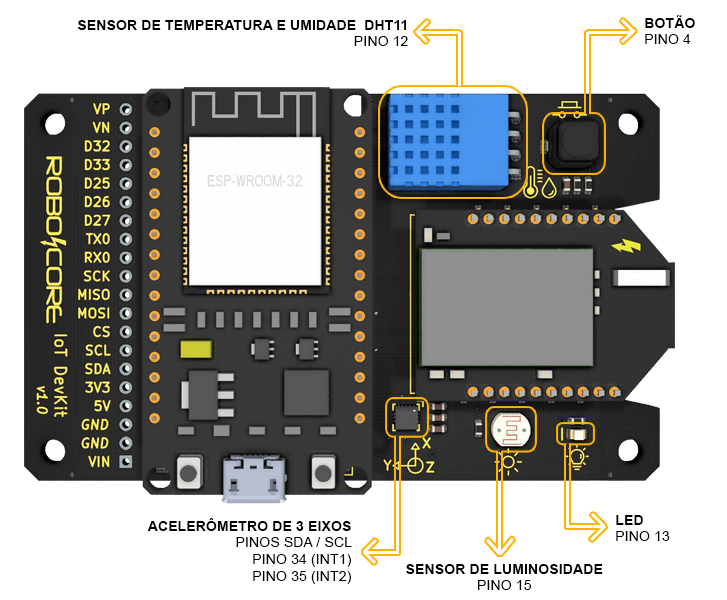 SENSOR DE TEMPERATURA E UMIDADE DHT11
PINO 12
BOTÃO
PINO 4
VP
VN
D32
D33
D25
D26
D27
TX0
RX0
SCK
MISO
MOSI
CS
SCL
SDA
3V3
5V
GND
GND
VIN
ROBOCORE
IoT DevKit
v1.0
ESP-WROOM-32
X
Y
Z
ACELERÔMETRO DE 3 EIXOS
PINOS SDA / SCL
PINO 34 (INT1)
PINO 35 (INT2)
SENSOR DE LUMINOSIDADE
PINO 15
LED
PINO 13